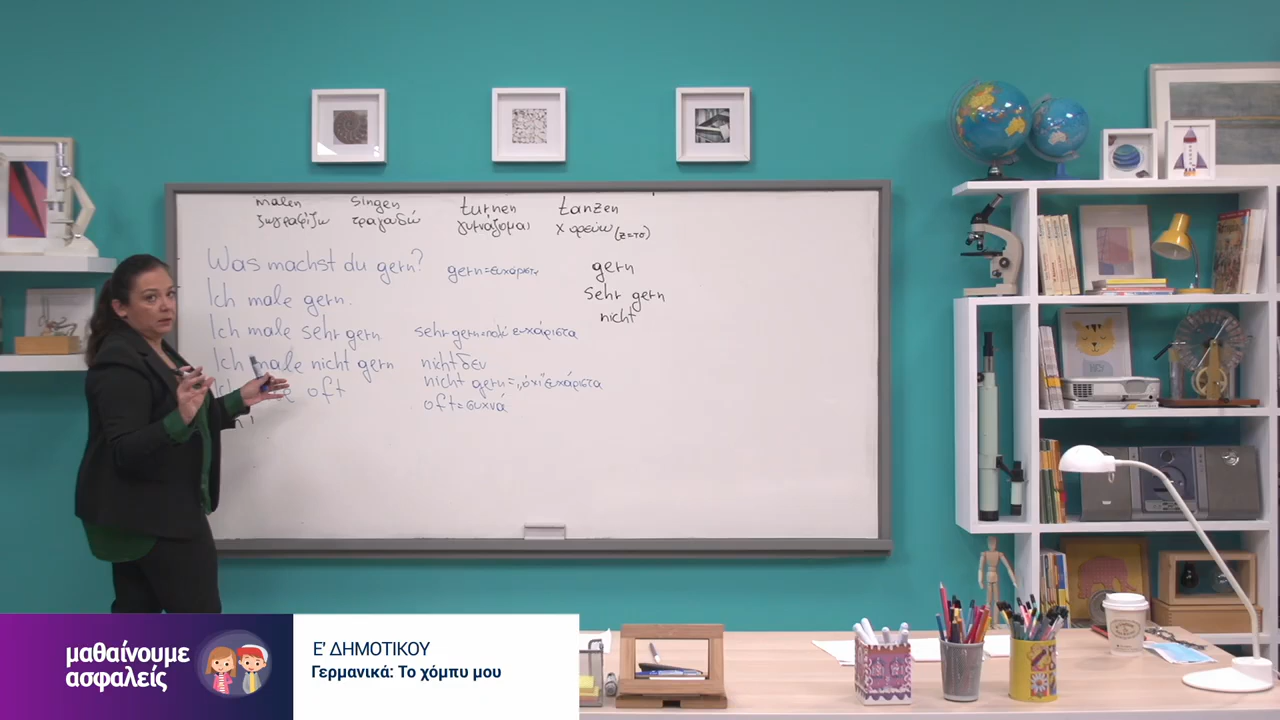 malen singen turnen tanzen
ζωγραφίζω τραγουδώ γυμνάζομαι χορεύω (z=τσ)
Was machst du gern? gern=ευχάριστα gern
Ich male gern. sehr gern
nicht
Ich male sehr gern sehr gern=πολύ ευχάριστα
Ich male nicht gern nicht δεν
nicht gern="όχι" ευχάριστα
oft
oft=συχνά
μαθαίνουμε
ασφαλείς
Ε' ΔΗΜΟΤΙΚΟΥ
Γερμανικά: Το χόμπυ μου